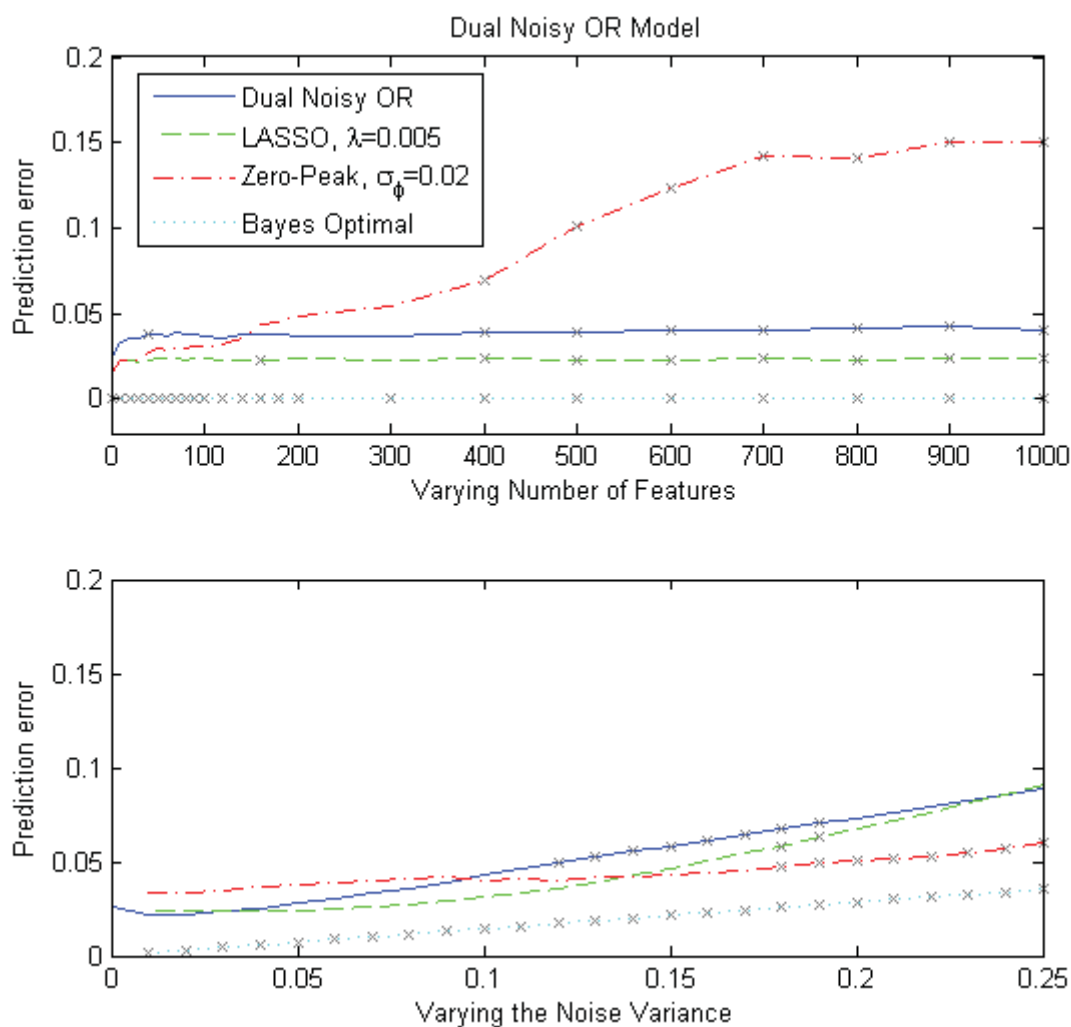 Dual Noisy OR Model
0.2
0.15
0.1
0.05
0
Prediction error
Dual Noisy OR
LASSO, λ=0.005
Zero-Peak, σϕ=0.02
Bayes Optimal
0 100 200 300 400 500 600 700 800 900 1000
Varying Number of Features
0.2
0.15
0.1
0.05
0
Prediction error
0 0.05 0.1 0.15 0.2 0.25
Varying the Noise Variance